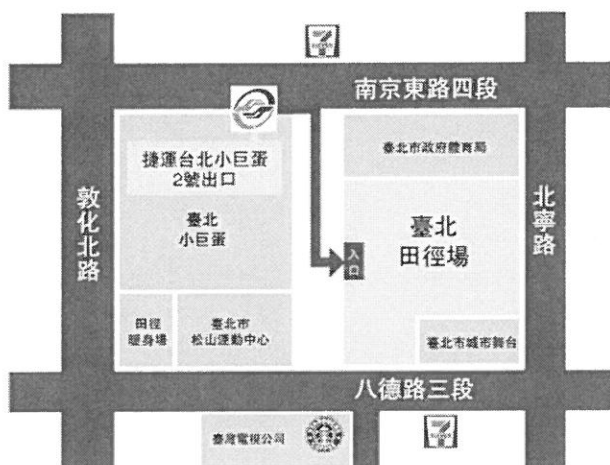 南京東路四段
捷運台北小巨蛋
2號出口
臺北市政府體育局
敦化北路
北寧路
臺北
小巨蛋
臺北
田徑場
入口
田徑
暖身場
臺北市
松山運動中心
臺北市城市舞台
八德路三段
臺灣電視公司